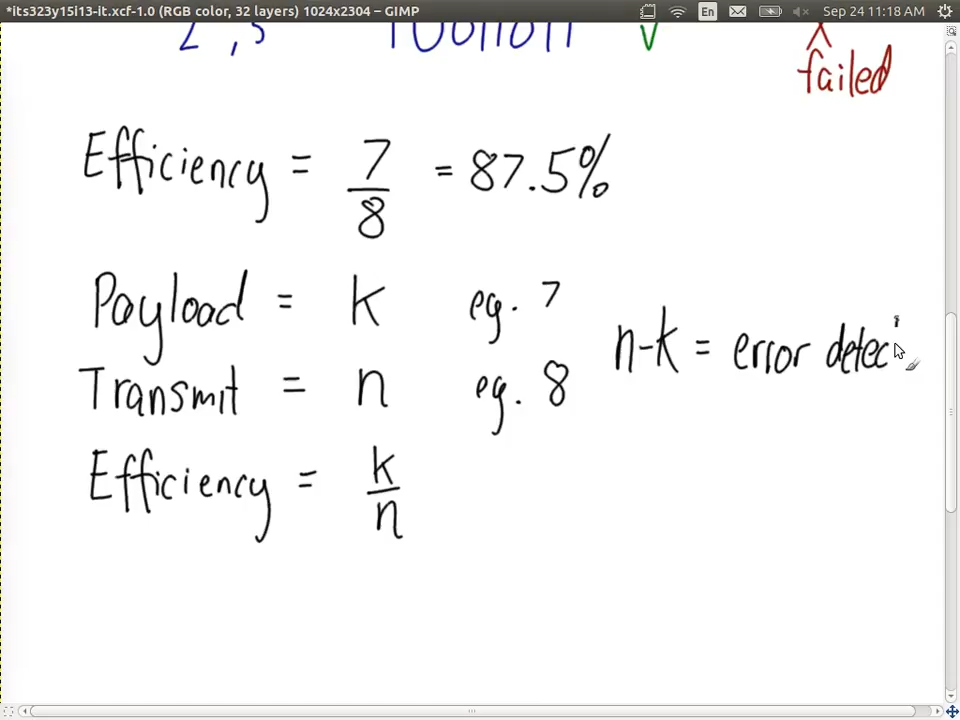 *its323y15i13-it.xcf-1.0 (RGB color, 32 layers) 1024x2304 – GIMP
En
Sep 24 11:18 AM
failed
Efficiency = 7/8 = 87.5%
Payload = k eg. 7
n-k = error detec
Transmit = n eg. 8
Efficiency = k/n